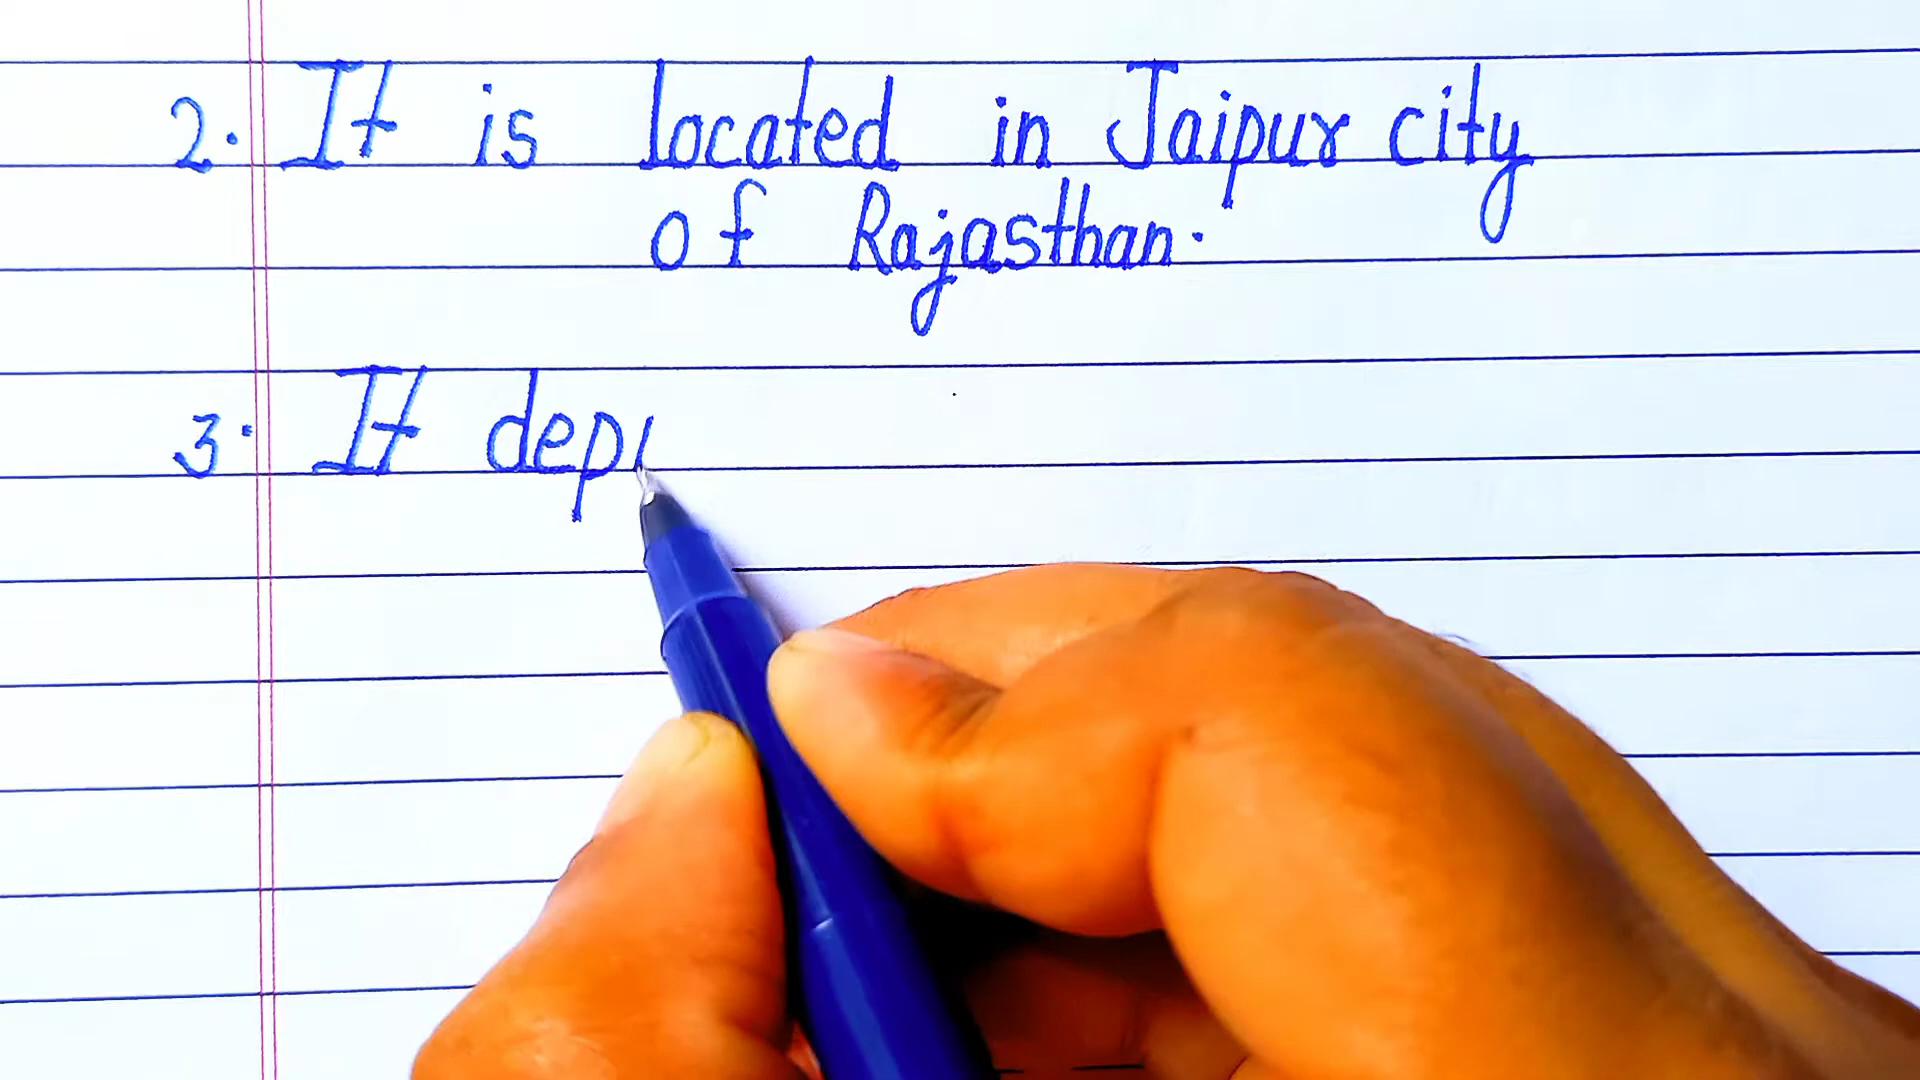 2. It is located in Jaipur city
of Rajasthan.
3. It dep